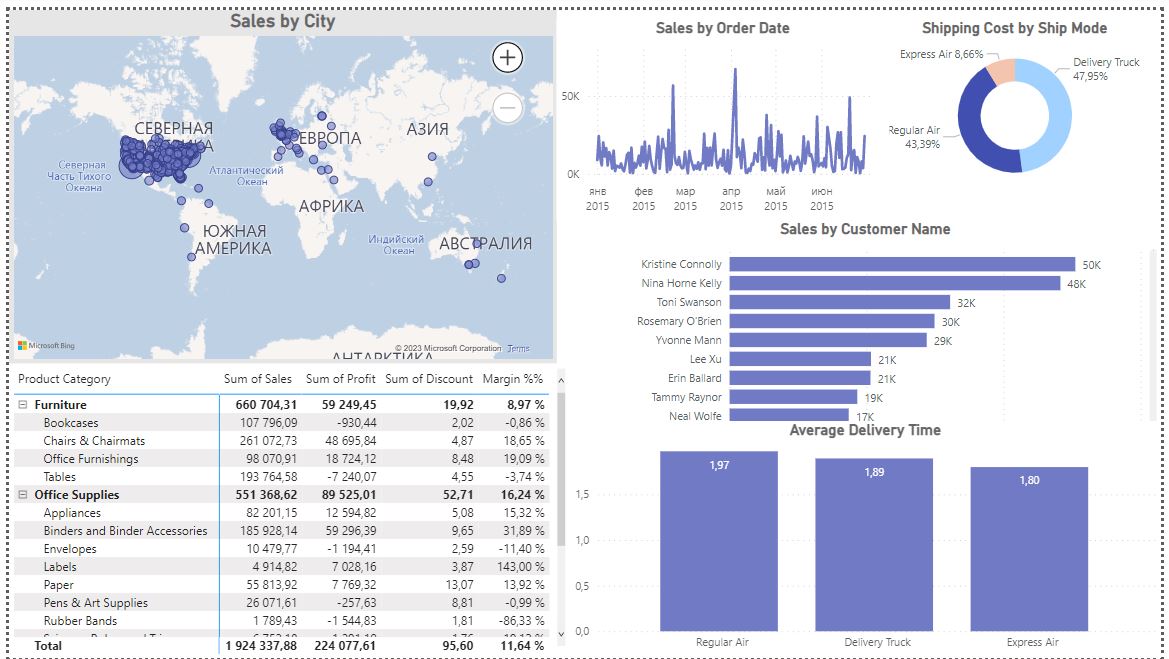 Sales by City
СЕВЕРНАЯ
АМЕРИКА
ЕВРОПА
АЗИЯ
Северная
Часть Тихого
Океана
Атлантический
Океан
АФРИКА
ЮЖНАЯ
АМЕРИКА
Индийский
Океан
АВСТРАЛИЯ
АНТАРКТИКА
Microsoft Bing
© 2023 Microsoft Corporation Terms
Sales by Order Date
50K
0K
янв 2015
фев 2015
мар 2015
апр 2015
май 2015
июн 2015
Shipping Cost by Ship Mode
Express Air 8,66%
Delivery Truck
47,95%
Regular Air
43,39%
Sales by Customer Name
Kristine Connolly 50K
Nina Horne Kelly 48K
Toni Swanson 32K
Rosemary O'Brien 30K
Yvonne Mann 29K
Lee Xu 21K
Erin Ballard 21K
Tammy Raynor 19K
Neal Wolfe 17K
Product Category Sum of Sales Sum of Profit Sum of Discount Margin %%
Furniture 660 704,31 59 249,45 19,92 8,97 %
Bookcases 107 796,09 -930,44 2,02 -0,86 %
Chairs & Chairmats 261 072,73 48 695,84 4,87 18,65 %
Office Furnishings 98 070,91 18 724,12 8,48 19,09 %
Tables 193 764,58 -7 240,07 4,55 -3,74 %
Office Supplies 551 368,62 89 525,01 52,71 16,24 %
Appliances 82 201,15 12 594,82 5,08 15,32 %
Binders and Binder Accessories 185 928,14 59 296,39 9,65 31,89 %
Envelopes 10 479,77 -1 194,41 2,59 -11,40 %
Labels 4 914,82 7 028,16 3,87 143,00 %
Paper 55 813,92 7 769,32 13,07 13,92 %
Pens & Art Supplies 26 071,61 -257,63 8,81 -0,99 %
Rubber Bands 1 789,43 -1 544,83 1,81 -86,33 %
Total 1 924 337,88 224 077,61 95,60 11,64 %
Average Delivery Time
1,97
1,89
1,80
1,5
1,0
0,5
0,0
Regular Air
Delivery Truck
Express Air